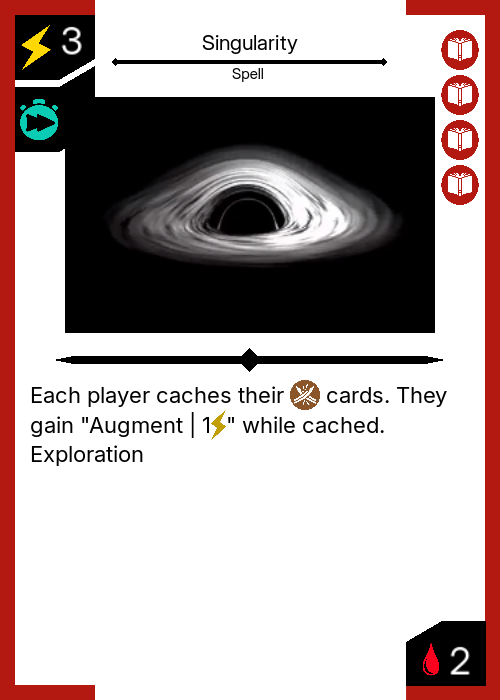 3
Singularity
Spell
Each player caches their cards. They
gain "Augment | 1" while cached.
Exploration
2